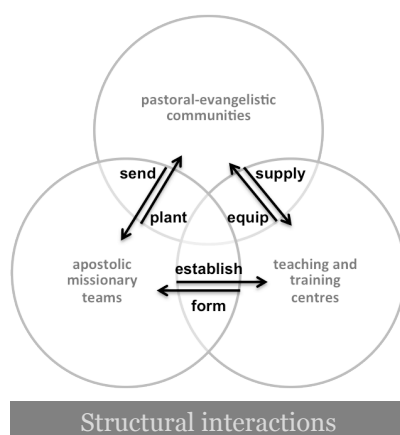 pastoral-evangelistic
communities
send
supply
plant
equip
apostolic
missionary
teams
establish
form
teaching and
training
centres
Structural interactions